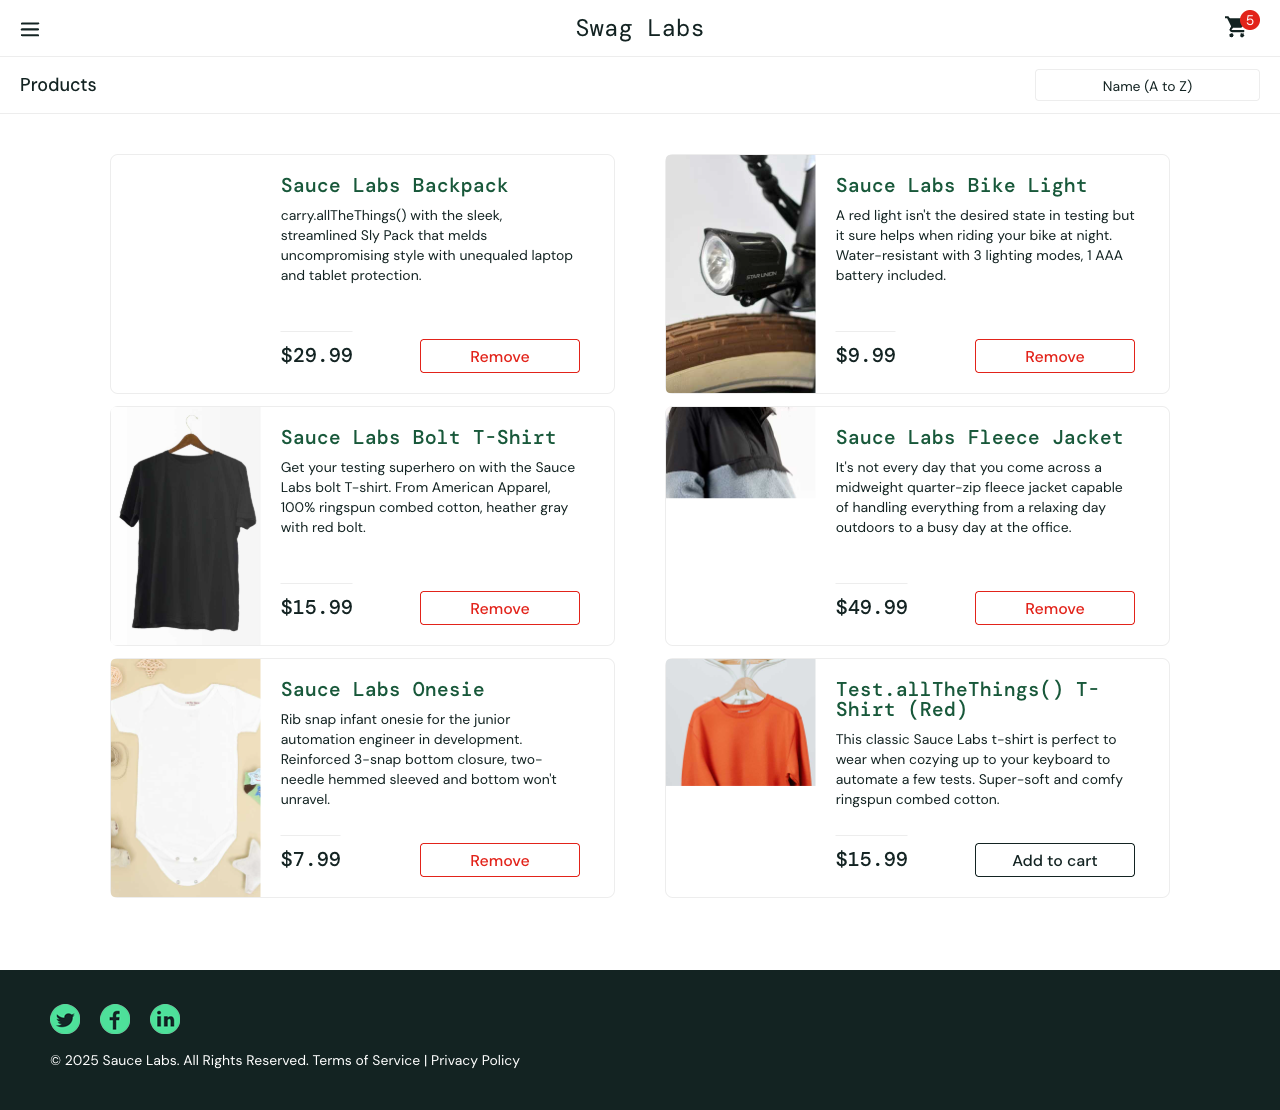 Swag Labs
5
Products
Name (A to Z)
Sauce Labs Backpack
carry.allTheThings() with the sleek,
streamlined Sly Pack that melds
uncompromising style with unequaled laptop
and tablet protection.
$29.99
Remove
STAR UNION
Sauce Labs Bike Light
A red light isn't the desired state in testing but
it sure helps when riding your bike at night.
Water-resistant with 3 lighting modes, 1 AAA
battery included.
$9.99
Remove
Sauce Labs Bolt T-Shirt
Get your testing superhero on with the Sauce
Labs bolt T-shirt. From American Apparel,
100% ringspun combed cotton, heather gray
with red bolt.
$15.99
Remove
Sauce Labs Fleece Jacket
It's not every day that you come across a
midweight quarter-zip fleece jacket capable
of handling everything from a relaxing day
outdoors to a busy day at the office.
$49.99
Remove
Sauce Labs Onesie
Rib snap infant onesie for the junior
automation engineer in development.
Reinforced 3-snap bottom closure, two-
needle hemmed sleeved and bottom won't
unravel.
$7.99
Remove
Test.allTheThings() T-
Shirt (Red)
This classic Sauce Labs t-shirt is perfect to
wear when cozying up to your keyboard to
automate a few tests. Super-soft and comfy
ringspun combed cotton.
$15.99
Add to cart
© 2025 Sauce Labs. All Rights Reserved. Terms of Service | Privacy Policy